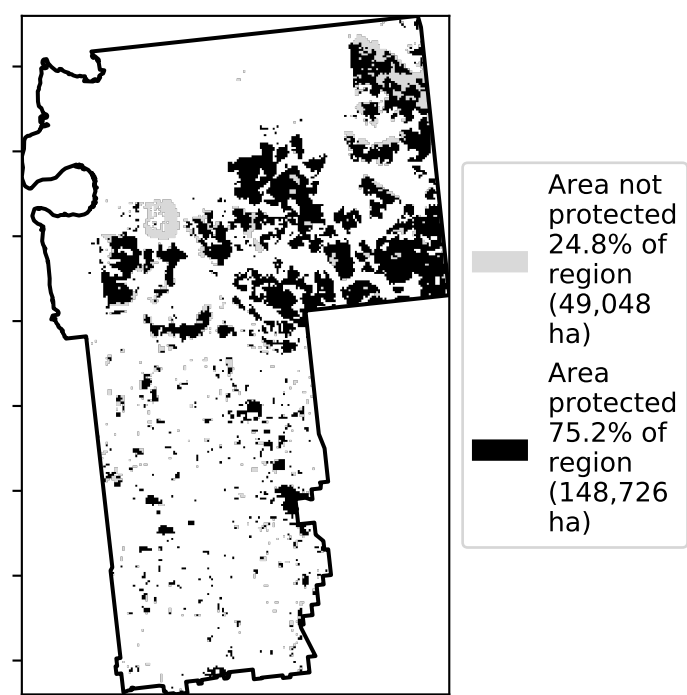 Area not
protected
24.8% of
region
(49,048
ha)
Area
protected
75.2% of
region
(148,726
ha)